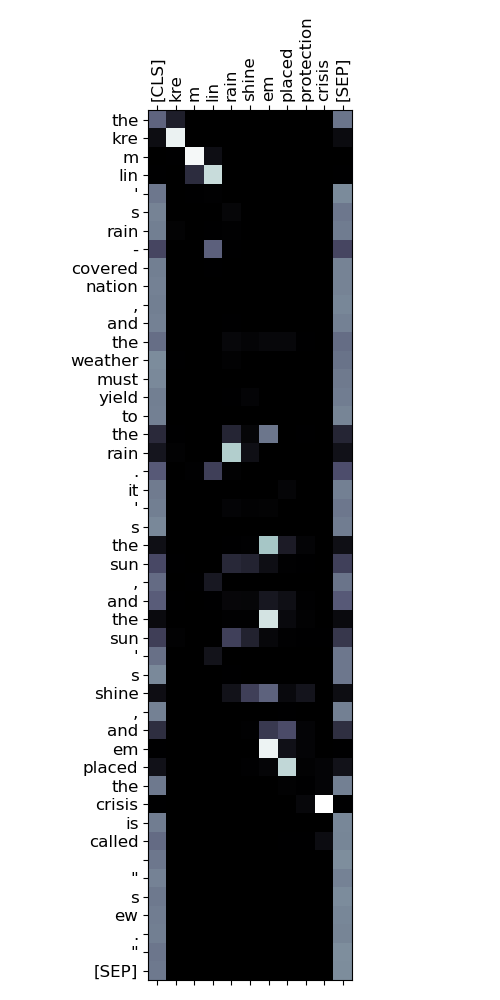 [CLS]
kre
m
lin
rain
shine
em
placed
protection
crisis
[SEP]
the
kre
m
lin
'
s
rain
-
covered
nation
,
and
the
weather
must
yield
to
the
rain
.
it
'
s
the
sun
,
and
the
sun
'
s
shine
,
and
em
placed
the
crisis
is
called
"
s
ew
.
"
[SEP]